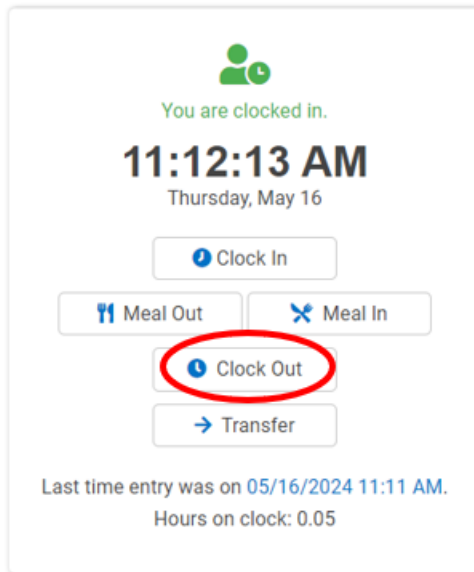 You are clocked in.
11:12:13 AM
Thursday, May 16
Clock In
Meal Out Meal In
Clock Out
Transfer
Last time entry was on 05/16/2024 11:11 AM.
Hours on clock: 0.05